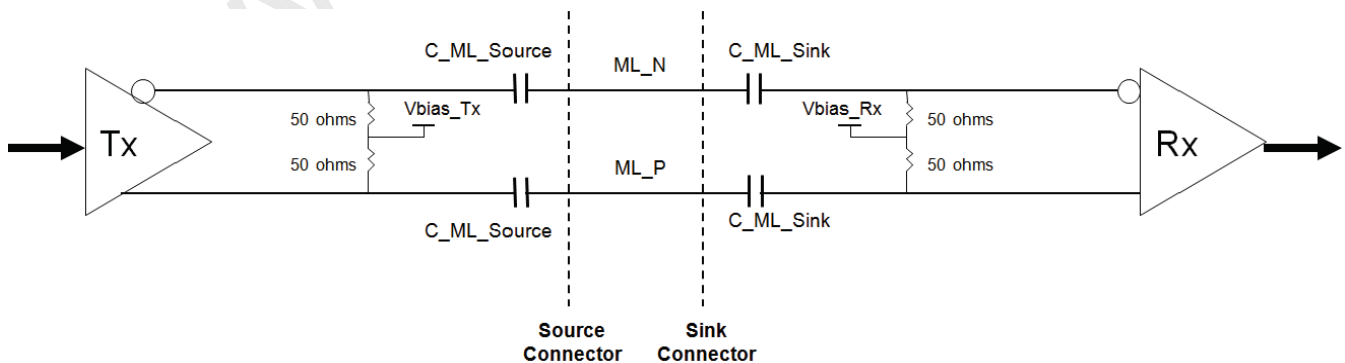 C_ML_Source
ML_N
C_ML_Sink
Tx
50 ohms
Vbias_Tx
Vbias_Rx
50 ohms
50 ohms
50 ohms
Rx
ML_P
C_ML_Source
C_ML_Sink
Source
Connector
Sink
Connector